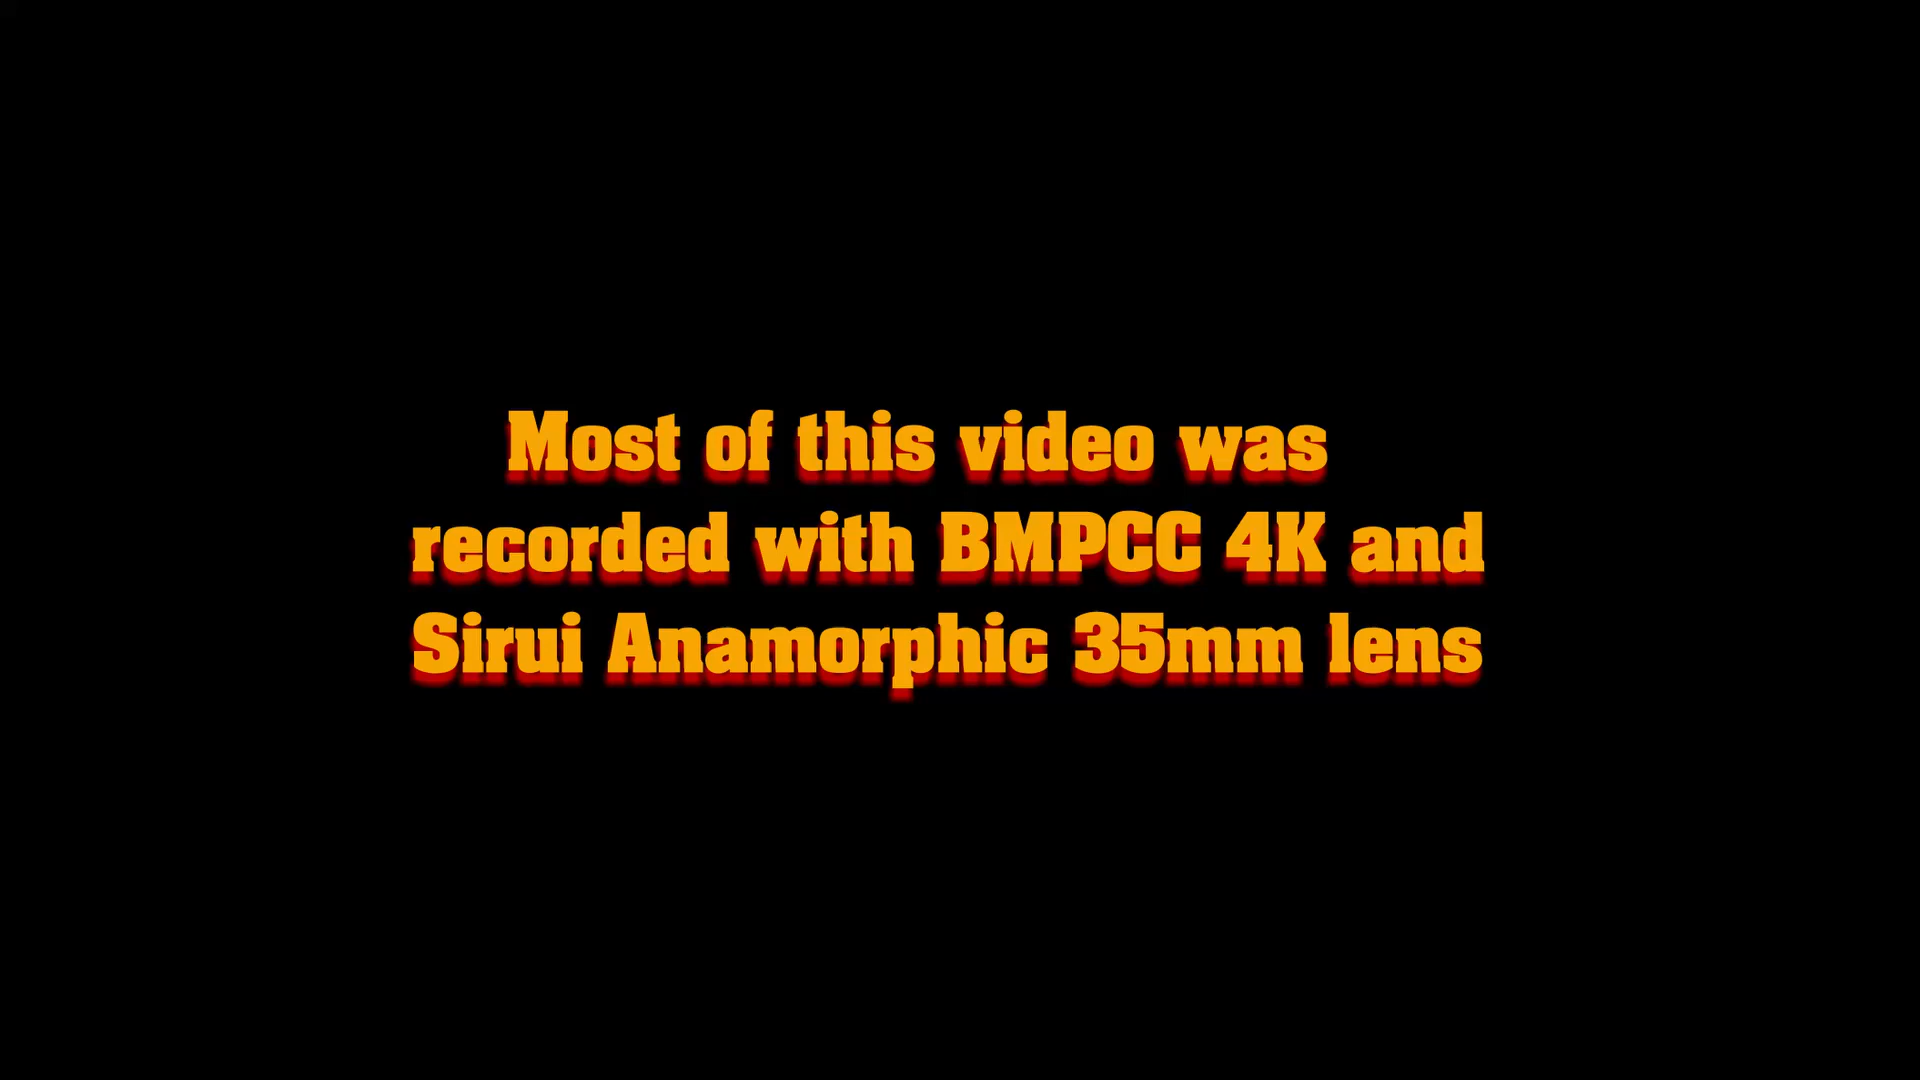 Most of this video was
recorded with BMPCC 4K and
Sirui Anamorphic 35mm lens